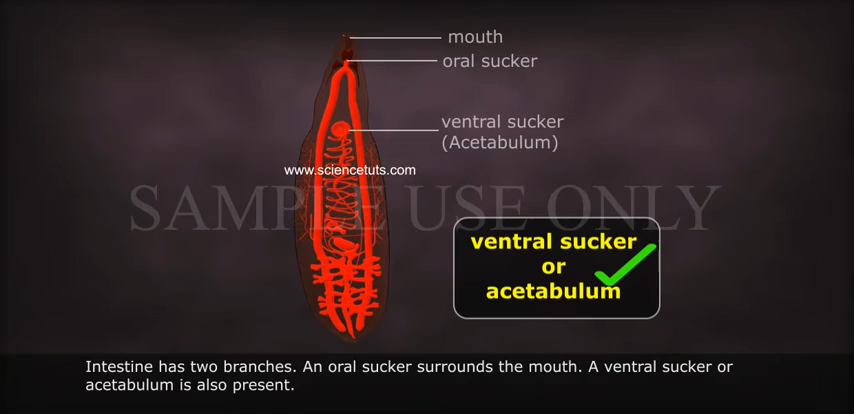 mouth
oral sucker
ventral sucker
(Acetabulum)
www.sciencetuts.com
SAMPLE USE ONLY
ventral sucker
or
acetabulum
Intestine has two branches. An oral sucker surrounds the mouth. A ventral sucker or
acetabulum is also present.